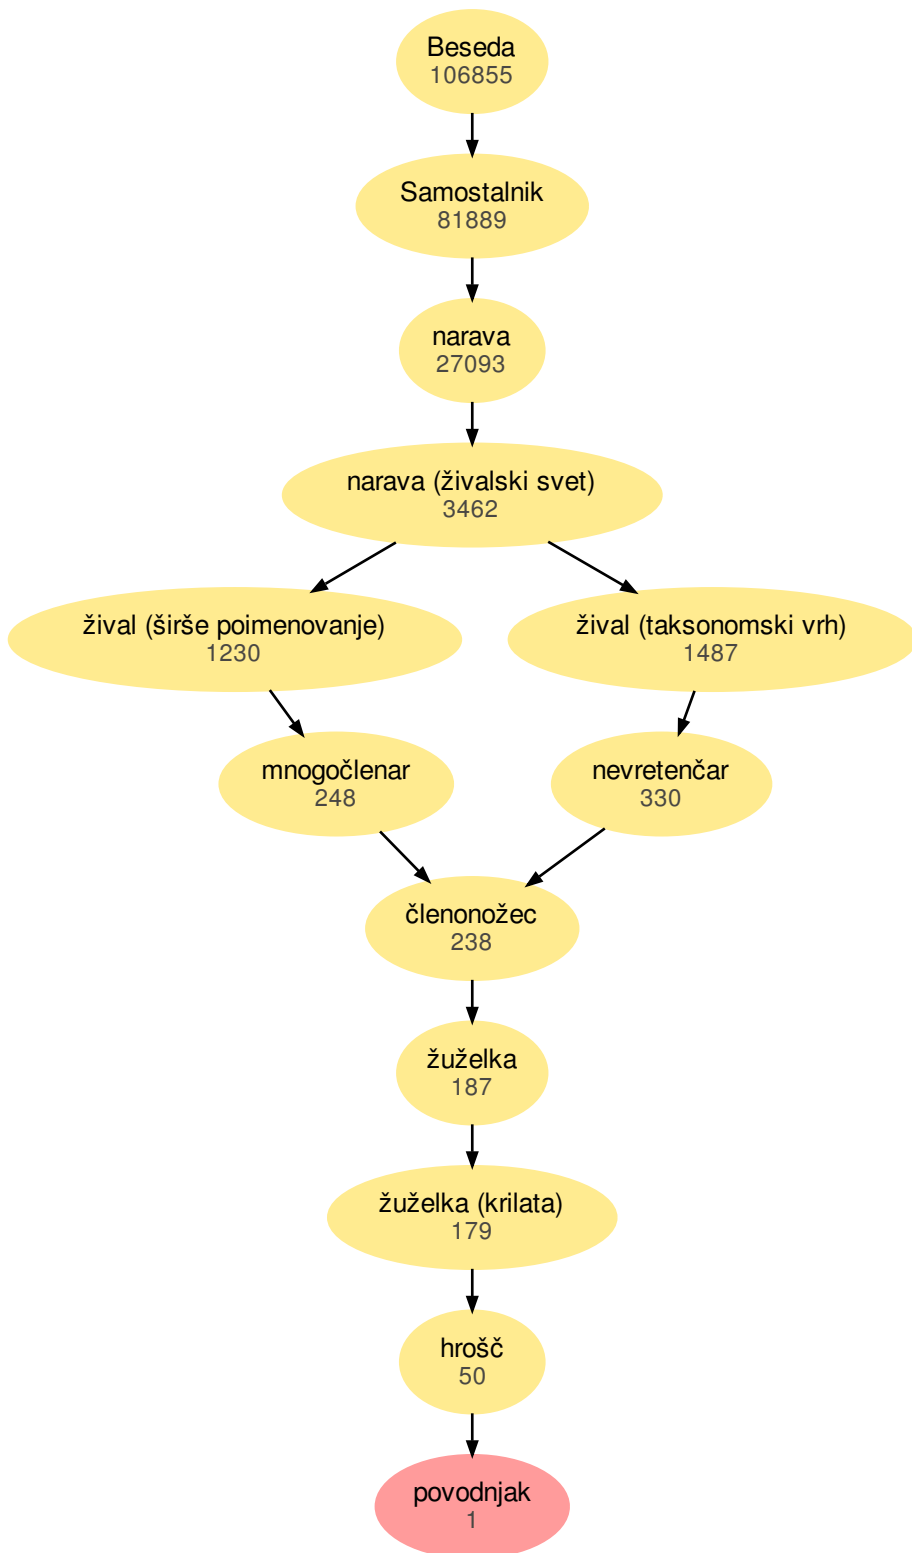 Beseda
106855
Samostalnik
81889
narava
27093
narava (živalski svet)
3462
žival (širše poimenovanje)
1230
žival (taksonomski vrh)
1487
mnogočlenar
248
nevretenčar
330
členonožec
238
žuželka
187
žuželka (krilata)
179
hrošč
50
povodnjak
1